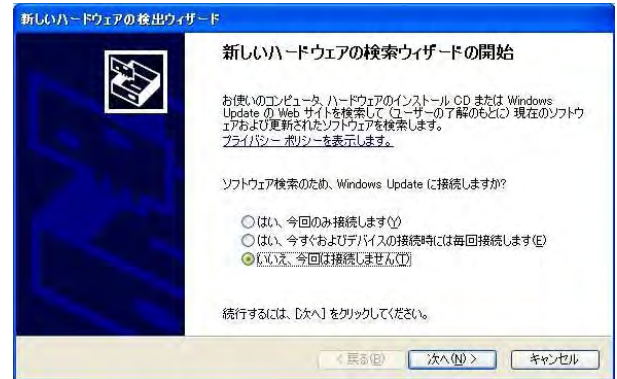 新しいハードウェアの検出ウィザード
新しいハードウェアの検索ウィザードの開始
お使いのコンピュータ、ハードウェアのインストール CD または Windows
Update の Web サイトを検索して (ユーザーの了解のもとに) 現在のソフトウ
ェアおよび更新されたソフトウェアを検索します。
プライバシー ポリシーを表示します。
ソフトウェア検索のため、Windows Update に接続しますか?
はい、今回のみ接続します(Y)
はい、今すぐおよびデバイスの接続時には毎回接続します(E)
いいえ、今回は接続しません(T)
続行するには、[次へ] をクリックしてください。
< 戻る(B) 次へ(N) > キャンセル